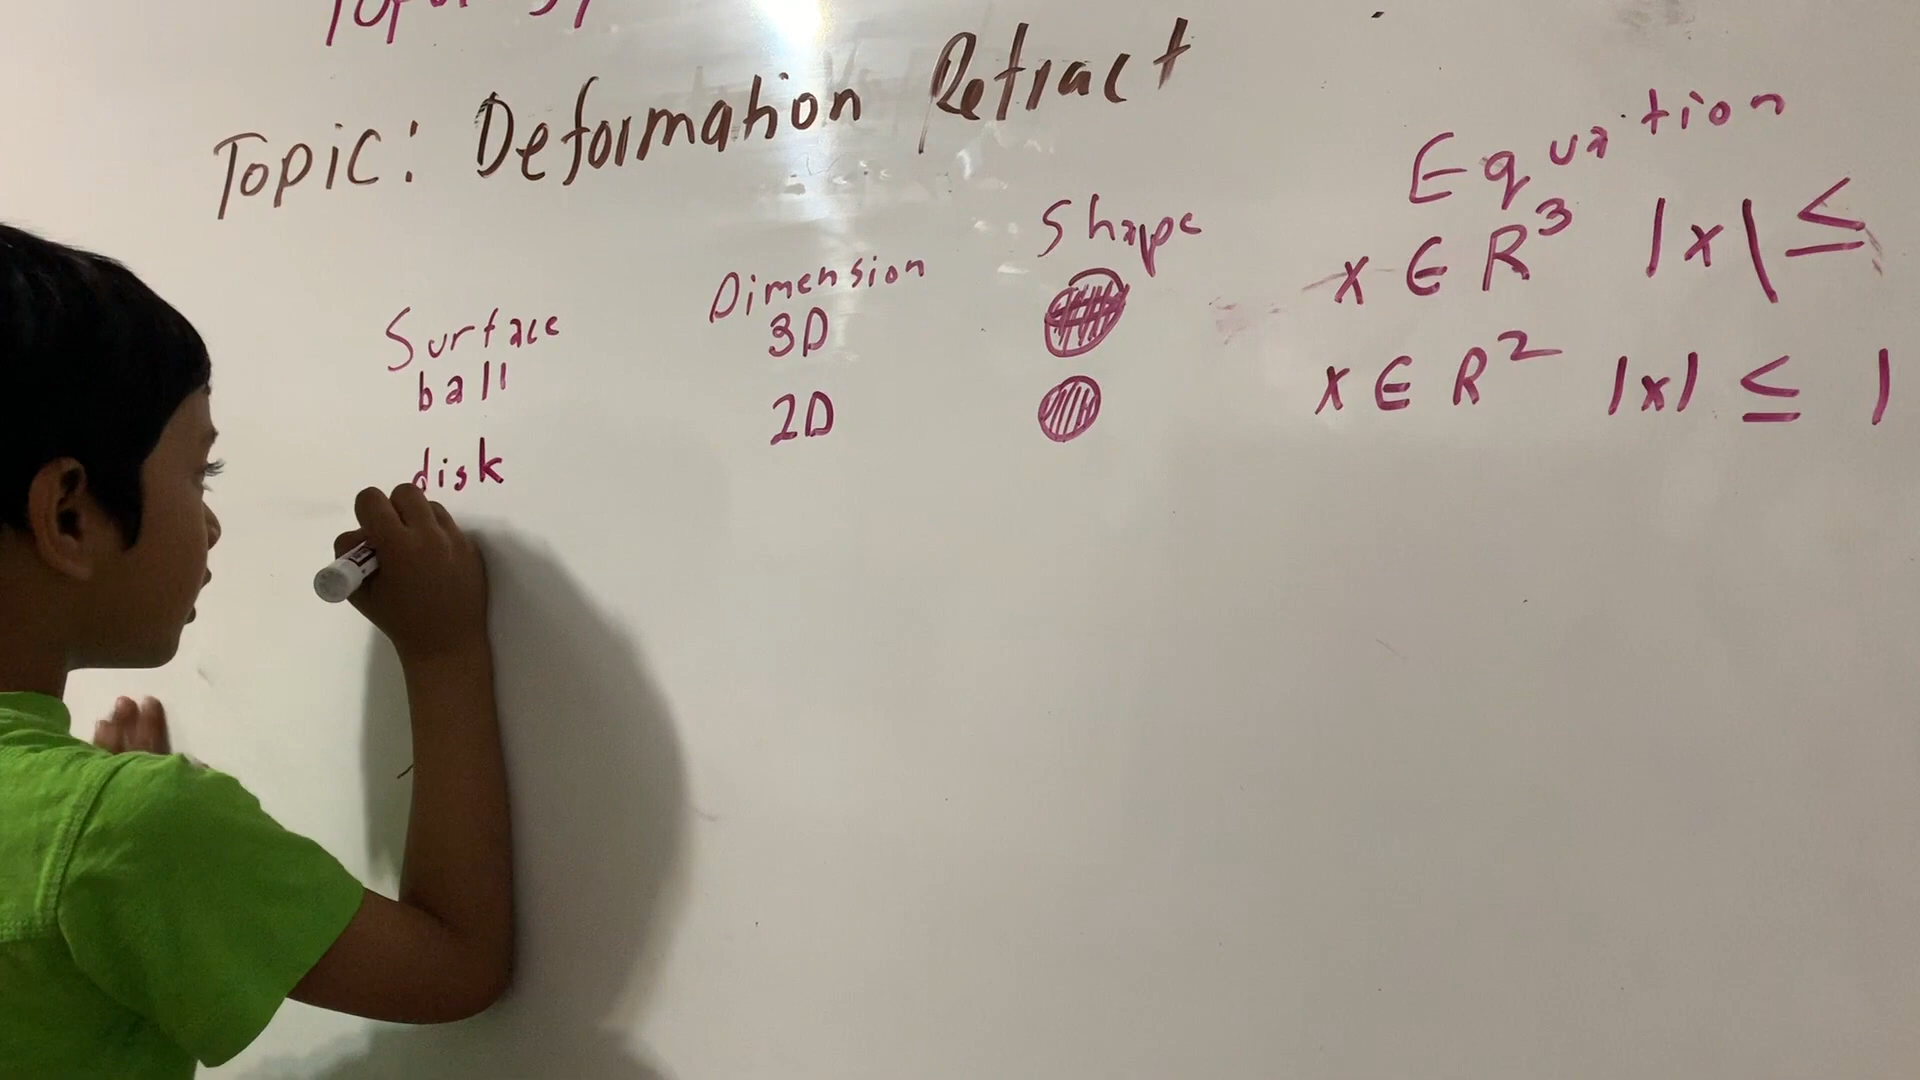 Topic: Deformation Retract
Surface Dimension Shape Equation
ball 3D x ∈ R³ |x| ≤
disk 2D x ∈ R² |x| ≤ 1